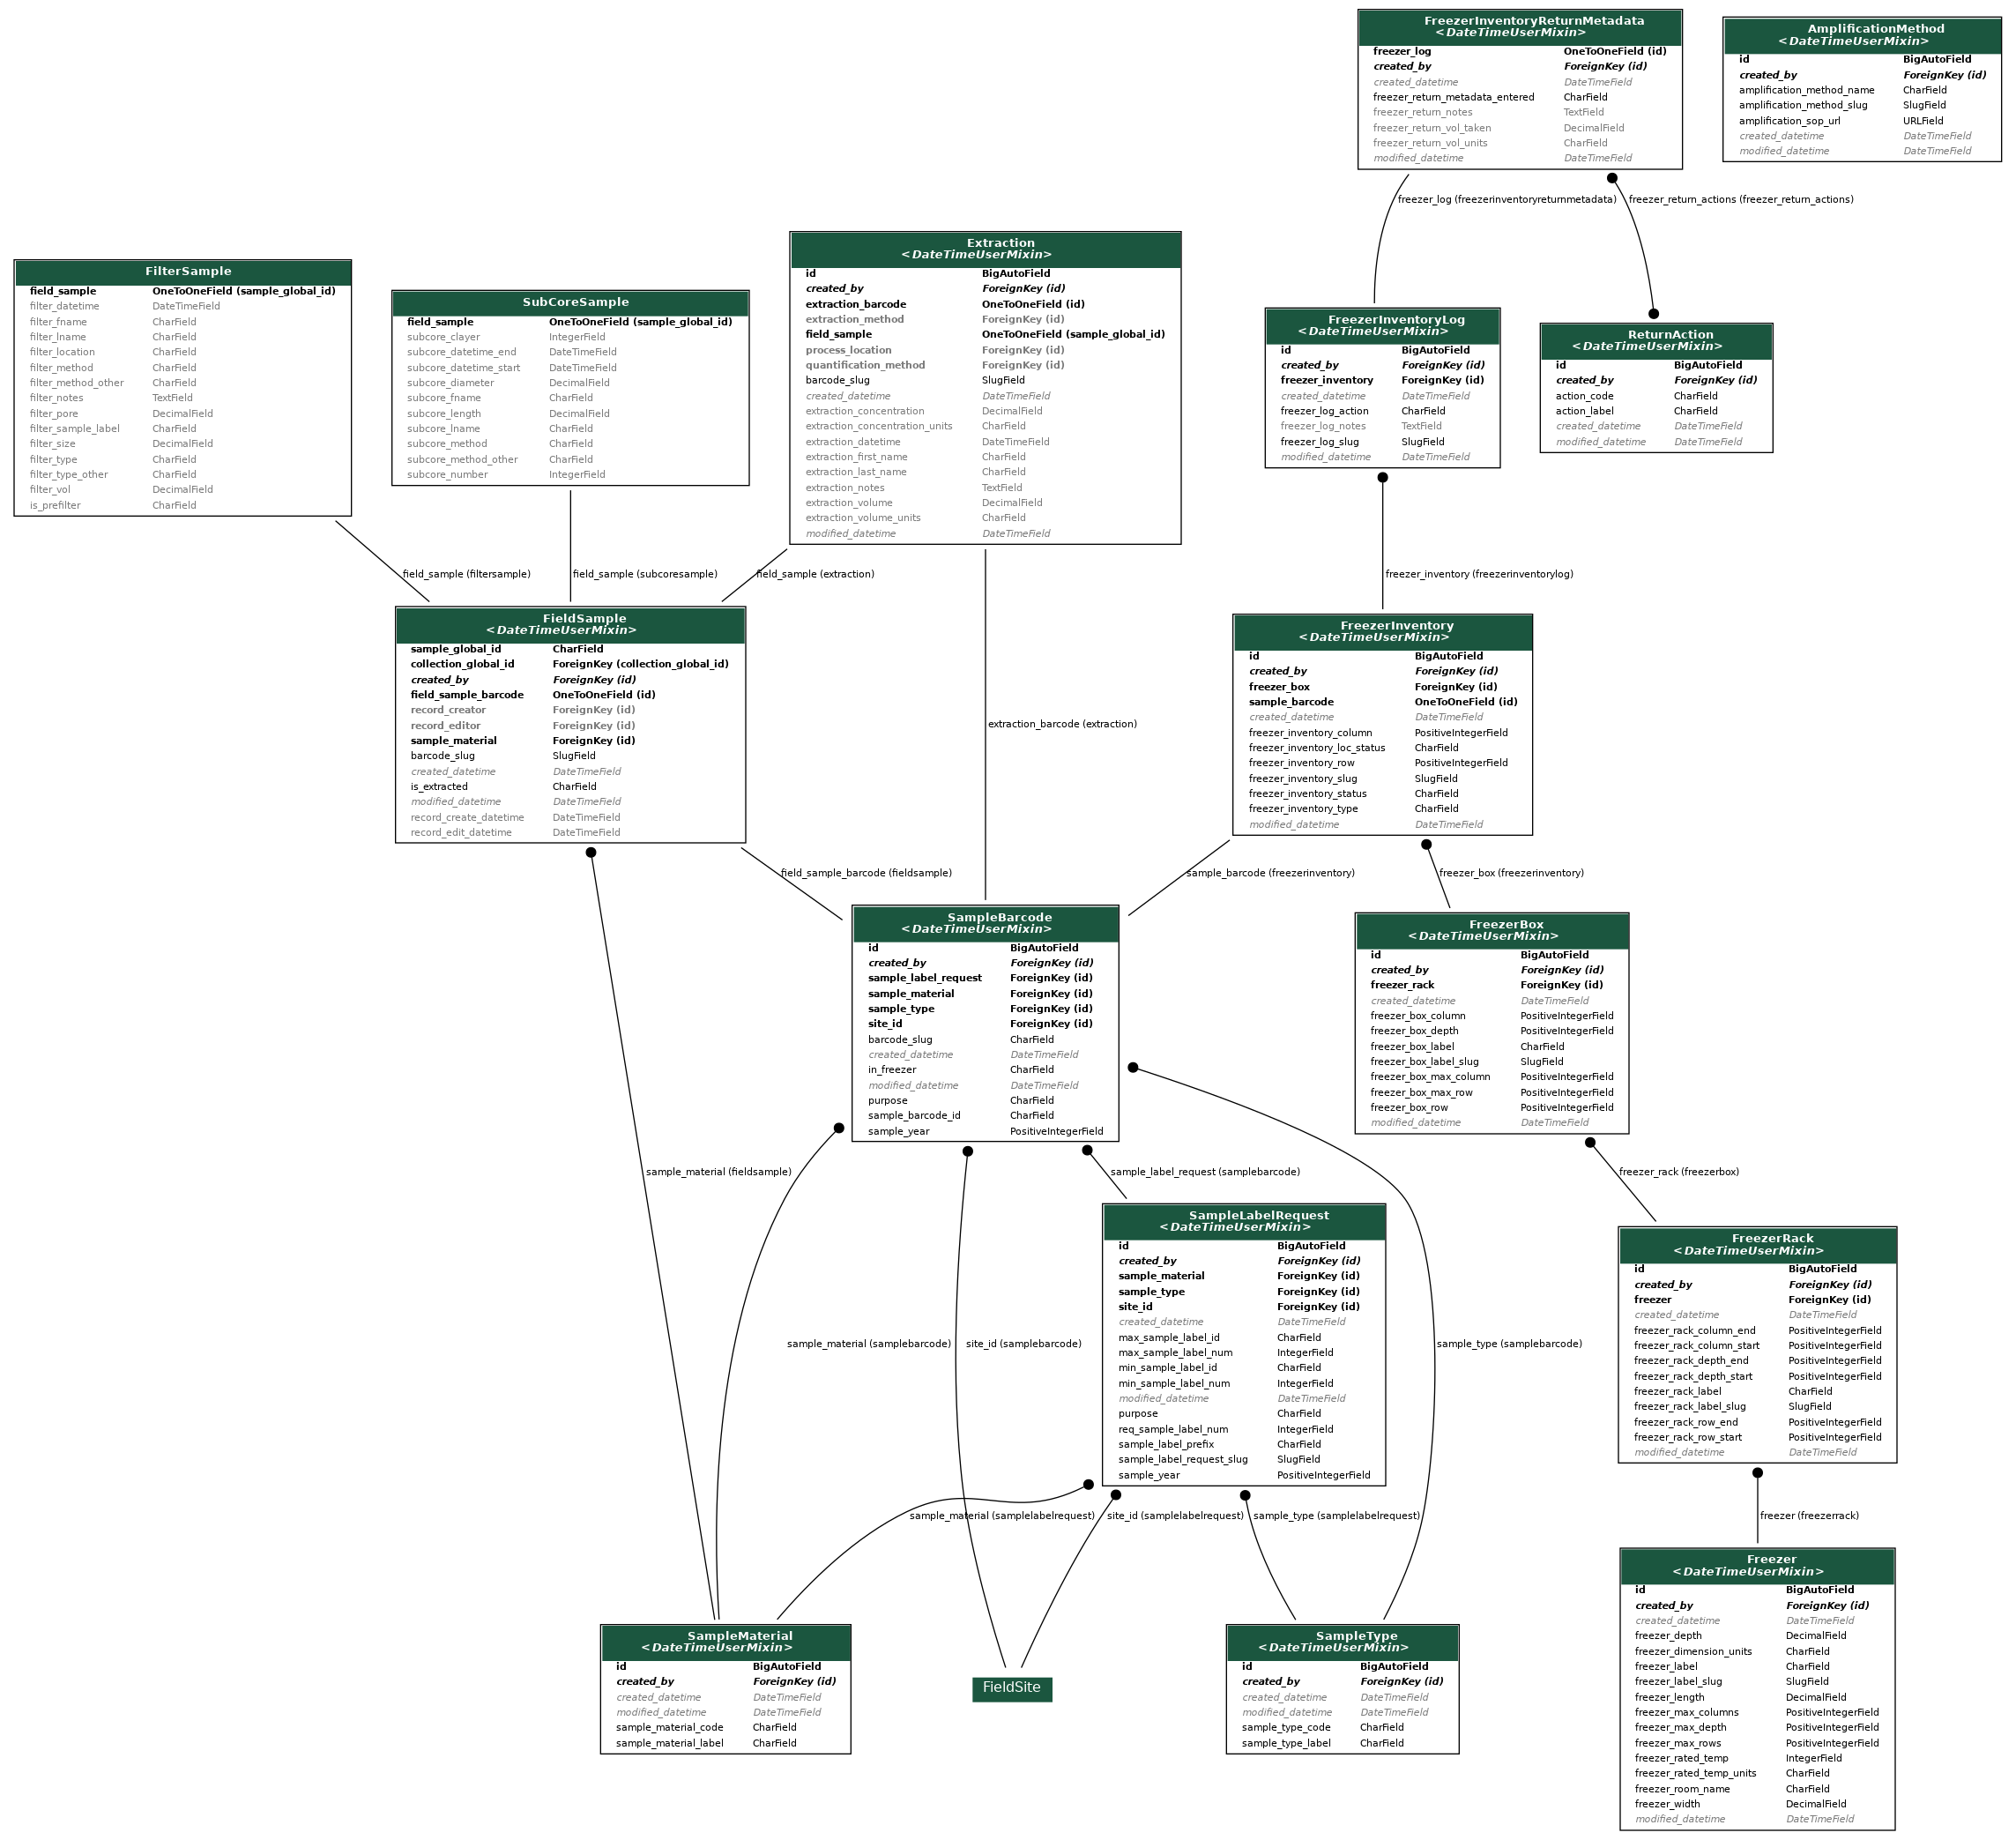 FreezerInventoryReturnMetadata
<DateTimeUserMixin>
freezer_log OneToOneField (id)
created_by ForeignKey (id)
created_datetime DateTimeField
freezer_return_metadata_entered CharField
freezer_return_notes TextField
freezer_return_vol_taken DecimalField
freezer_return_vol_units CharField
modified_datetime DateTimeField
AmplificationMethod
<DateTimeUserMixin>
id BigAutoField
created_by ForeignKey (id)
amplification_method_name CharField
amplification_method_slug SlugField
amplification_sop_url URLField
created_datetime DateTimeField
modified_datetime DateTimeField
freezer_log (freezerinventoryreturnmetadata)
freezer_return_actions (freezer_return_actions)
FilterSample
field_sample OneToOneField (sample_global_id)
filter_datetime DateTimeField
filter_fname CharField
filter_lname CharField
filter_location CharField
filter_method CharField
filter_method_other CharField
filter_notes TextField
filter_pore DecimalField
filter_sample_label CharField
filter_size DecimalField
filter_type CharField
filter_type_other CharField
filter_vol DecimalField
is_prefilter CharField
SubCoreSample
field_sample OneToOneField (sample_global_id)
subcore_clayer IntegerField
subcore_datetime_end DateTimeField
subcore_datetime_start DateTimeField
subcore_diameter DecimalField
subcore_fname CharField
subcore_length DecimalField
subcore_lname CharField
subcore_method CharField
subcore_method_other CharField
subcore_number IntegerField
Extraction
<DateTimeUserMixin>
id BigAutoField
created_by ForeignKey (id)
extraction_barcode OneToOneField (id)
extraction_method ForeignKey (id)
field_sample OneToOneField (sample_global_id)
process_location ForeignKey (id)
quantification_method ForeignKey (id)
barcode_slug SlugField
created_datetime DateTimeField
extraction_concentration DecimalField
extraction_concentration_units CharField
extraction_datetime DateTimeField
extraction_first_name CharField
extraction_last_name CharField
extraction_notes TextField
extraction_volume DecimalField
extraction_volume_units CharField
modified_datetime DateTimeField
FreezerInventoryLog
<DateTimeUserMixin>
id BigAutoField
created_by ForeignKey (id)
freezer_inventory ForeignKey (id)
created_datetime DateTimeField
freezer_log_action CharField
freezer_log_notes TextField
freezer_log_slug SlugField
modified_datetime DateTimeField
ReturnAction
<DateTimeUserMixin>
id BigAutoField
created_by ForeignKey (id)
action_code CharField
action_label CharField
created_datetime DateTimeField
modified_datetime DateTimeField
field_sample (filtersample)
field_sample (subcoresample)
field_sample (extraction)
freezer_inventory (freezerinventorylog)
FieldSample
<DateTimeUserMixin>
sample_global_id CharField
collection_global_id ForeignKey (collection_global_id)
created_by ForeignKey (id)
field_sample_barcode OneToOneField (id)
record_creator ForeignKey (id)
record_editor ForeignKey (id)
sample_material ForeignKey (id)
barcode_slug SlugField
created_datetime DateTimeField
is_extracted CharField
modified_datetime DateTimeField
record_create_datetime DateTimeField
record_edit_datetime DateTimeField
extraction_barcode (extraction)
FreezerInventory
<DateTimeUserMixin>
id BigAutoField
created_by ForeignKey (id)
freezer_box ForeignKey (id)
sample_barcode OneToOneField (id)
created_datetime DateTimeField
freezer_inventory_column PositiveIntegerField
freezer_inventory_loc_status CharField
freezer_inventory_row PositiveIntegerField
freezer_inventory_slug SlugField
freezer_inventory_status CharField
freezer_inventory_type CharField
modified_datetime DateTimeField
field_sample_barcode (fieldsample)
sample_barcode (freezerinventory)
freezer_box (freezerinventory)
SampleBarcode
<DateTimeUserMixin>
id BigAutoField
created_by ForeignKey (id)
sample_label_request ForeignKey (id)
sample_material ForeignKey (id)
sample_type ForeignKey (id)
site_id ForeignKey (id)
barcode_slug CharField
created_datetime DateTimeField
in_freezer CharField
modified_datetime DateTimeField
purpose CharField
sample_barcode_id CharField
sample_year PositiveIntegerField
FreezerBox
<DateTimeUserMixin>
id BigAutoField
created_by ForeignKey (id)
freezer_rack ForeignKey (id)
created_datetime DateTimeField
freezer_box_column PositiveIntegerField
freezer_box_depth PositiveIntegerField
freezer_box_label CharField
freezer_box_label_slug SlugField
freezer_box_max_column PositiveIntegerField
freezer_box_max_row PositiveIntegerField
freezer_box_row PositiveIntegerField
modified_datetime DateTimeField
sample_material (fieldsample)
sample_label_request (samplebarcode)
freezer_rack (freezerbox)
SampleLabelRequest
<DateTimeUserMixin>
id BigAutoField
created_by ForeignKey (id)
sample_material ForeignKey (id)
sample_type ForeignKey (id)
site_id ForeignKey (id)
created_datetime DateTimeField
max_sample_label_id CharField
max_sample_label_num IntegerField
min_sample_label_id CharField
min_sample_label_num IntegerField
modified_datetime DateTimeField
purpose CharField
req_sample_label_num IntegerField
sample_label_prefix CharField
sample_label_request_slug SlugField
sample_year PositiveIntegerField
FreezerRack
<DateTimeUserMixin>
id BigAutoField
created_by ForeignKey (id)
freezer ForeignKey (id)
created_datetime DateTimeField
freezer_rack_column_end PositiveIntegerField
freezer_rack_column_start PositiveIntegerField
freezer_rack_depth_end PositiveIntegerField
freezer_rack_depth_start PositiveIntegerField
freezer_rack_label CharField
freezer_rack_label_slug SlugField
freezer_rack_row_end PositiveIntegerField
freezer_rack_row_start PositiveIntegerField
modified_datetime DateTimeField
sample_material (samplebarcode)
site_id (samplebarcode)
sample_type (samplebarcode)
sample_material (samplelabelrequest)
site_id (samplelabelrequest)
sample_type (samplelabelrequest)
freezer (freezerrack)
SampleMaterial
<DateTimeUserMixin>
id BigAutoField
created_by ForeignKey (id)
created_datetime DateTimeField
modified_datetime DateTimeField
sample_material_code CharField
sample_material_label CharField
FieldSite
SampleType
<DateTimeUserMixin>
id BigAutoField
created_by ForeignKey (id)
created_datetime DateTimeField
modified_datetime DateTimeField
sample_type_code CharField
sample_type_label CharField
Freezer
<DateTimeUserMixin>
id BigAutoField
created_by ForeignKey (id)
created_datetime DateTimeField
freezer_depth DecimalField
freezer_dimension_units CharField
freezer_label CharField
freezer_label_slug SlugField
freezer_length DecimalField
freezer_max_columns PositiveIntegerField
freezer_max_depth PositiveIntegerField
freezer_max_rows PositiveIntegerField
freezer_rated_temp IntegerField
freezer_rated_temp_units CharField
freezer_room_name CharField
freezer_width DecimalField
modified_datetime DateTimeField